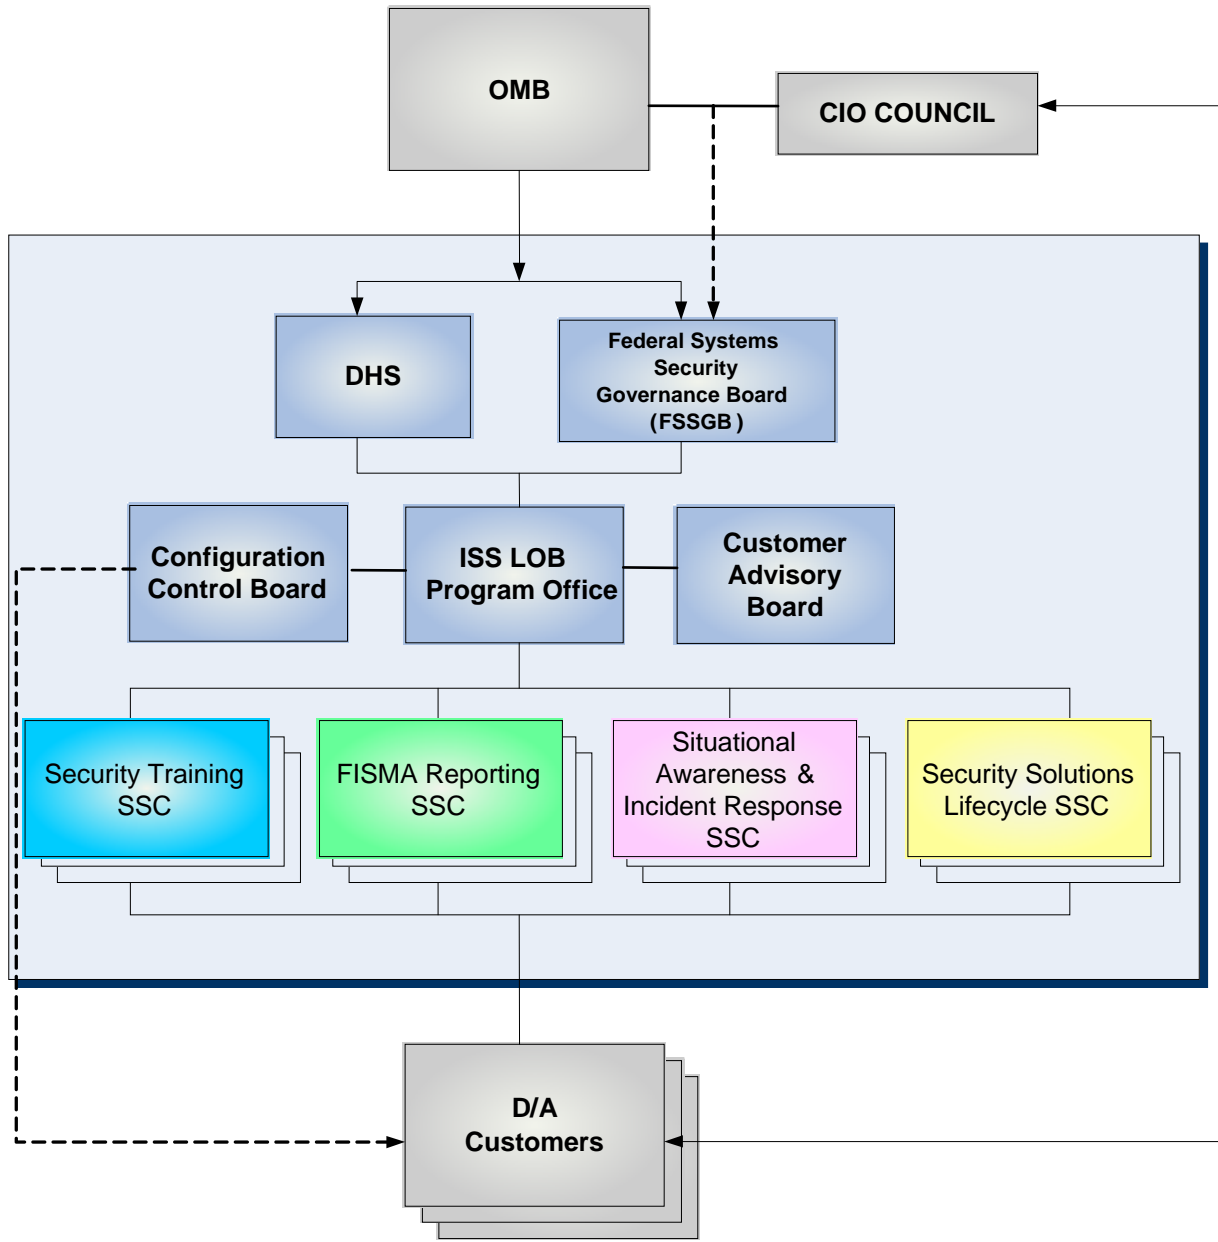 OMB
CIO COUNCIL
DHS
Federal Systems
Security
Governance Board
(FSSGB )
Configuration
Control Board
ISS LOB
Program Office
Customer
Advisory
Board
Security Training
SSC
FISMA Reporting
SSC
Situational
Awareness &
Incident Response
SSC
Security Solutions
Lifecycle SSC
D/A
Customers